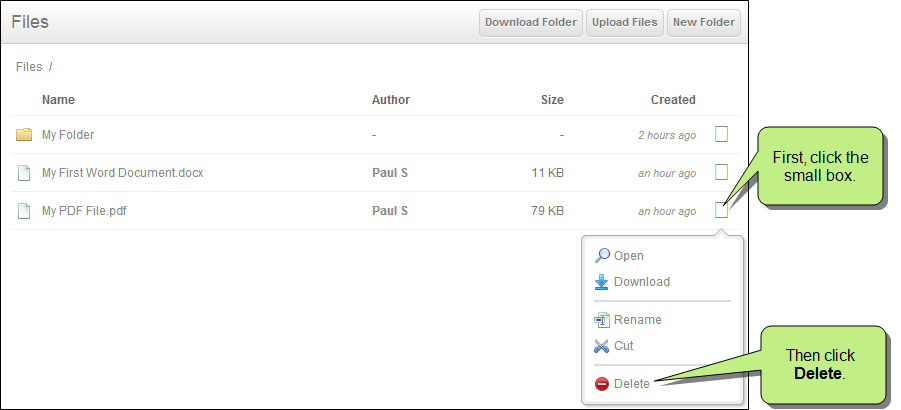 Files
Download Folder Upload Files New Folder
Files /
Name Author Size Created
My Folder - - 2 hours ago
My First Word Document.docx Paul S 11 KB an hour ago
My PDF File.pdf Paul S 79 KB an hour ago
First, click the
small box.
Open
Download
Rename
Cut
Delete
Then click
Delete.